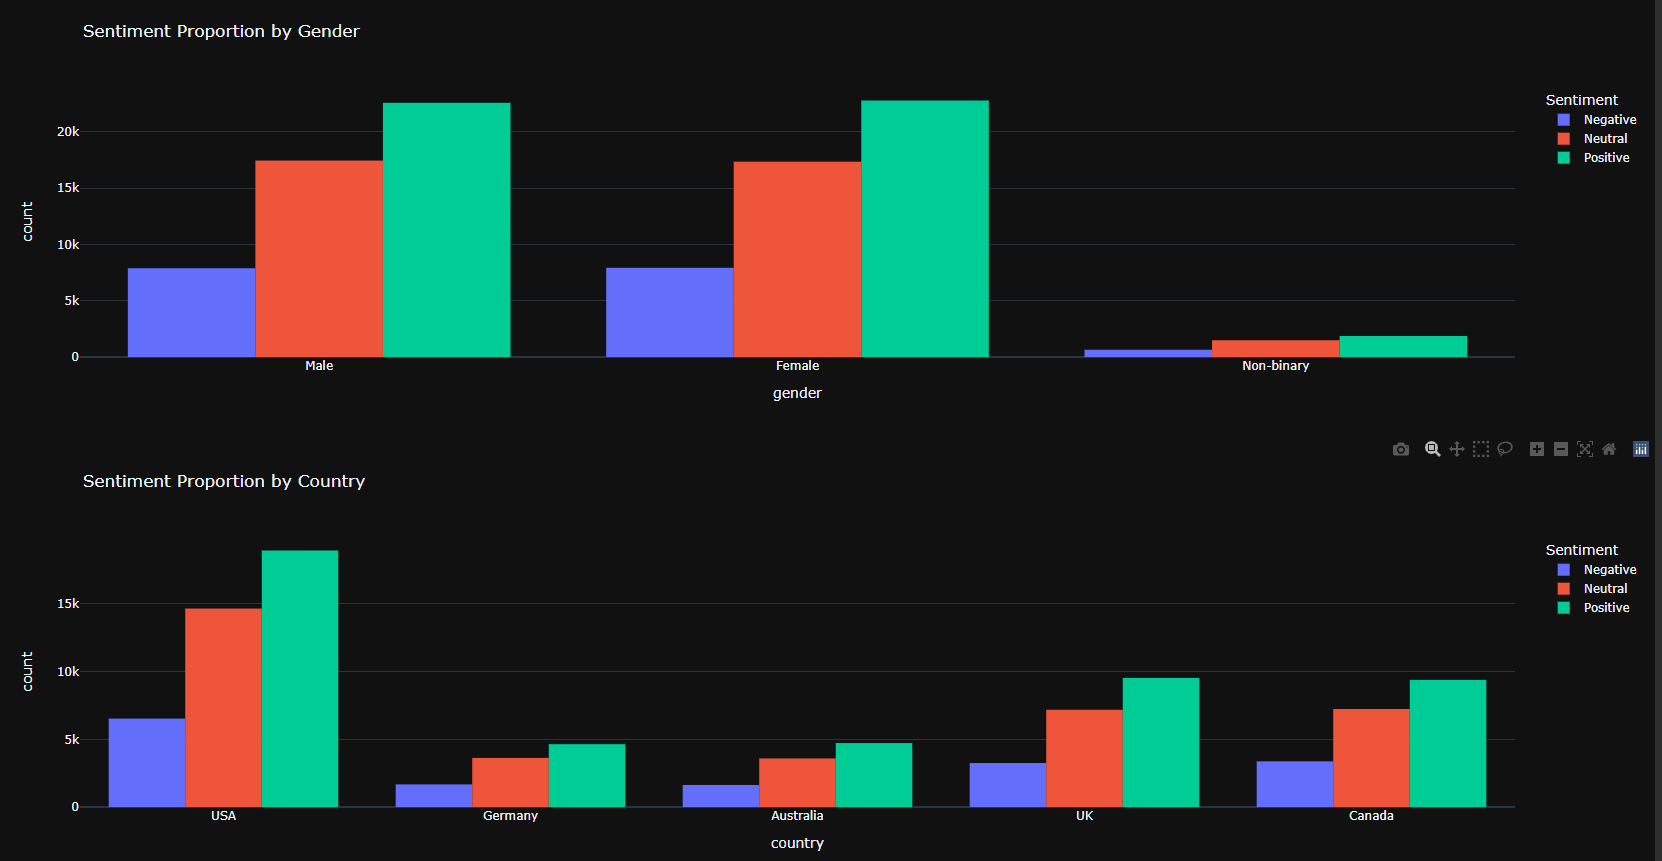 Sentiment Proportion by Gender
Sentiment
Negative
Neutral
Positive
20k
15k
10k
5k
0
count
Male Female Non-binary
gender
Sentiment Proportion by Country
Sentiment
Negative
Neutral
Positive
15k
10k
5k
0
count
USA Germany Australia UK Canada
country